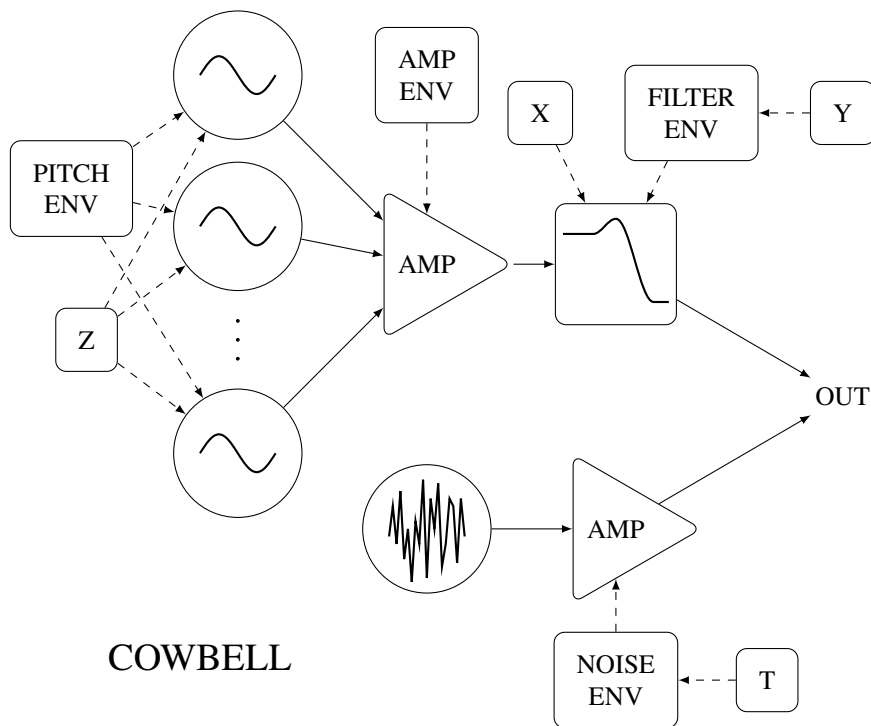 AMP
ENV
X
FILTER
ENV
Y
PITCH
ENV
AMP
Z
OUT
AMP
COWBELL
NOISE
ENV
T